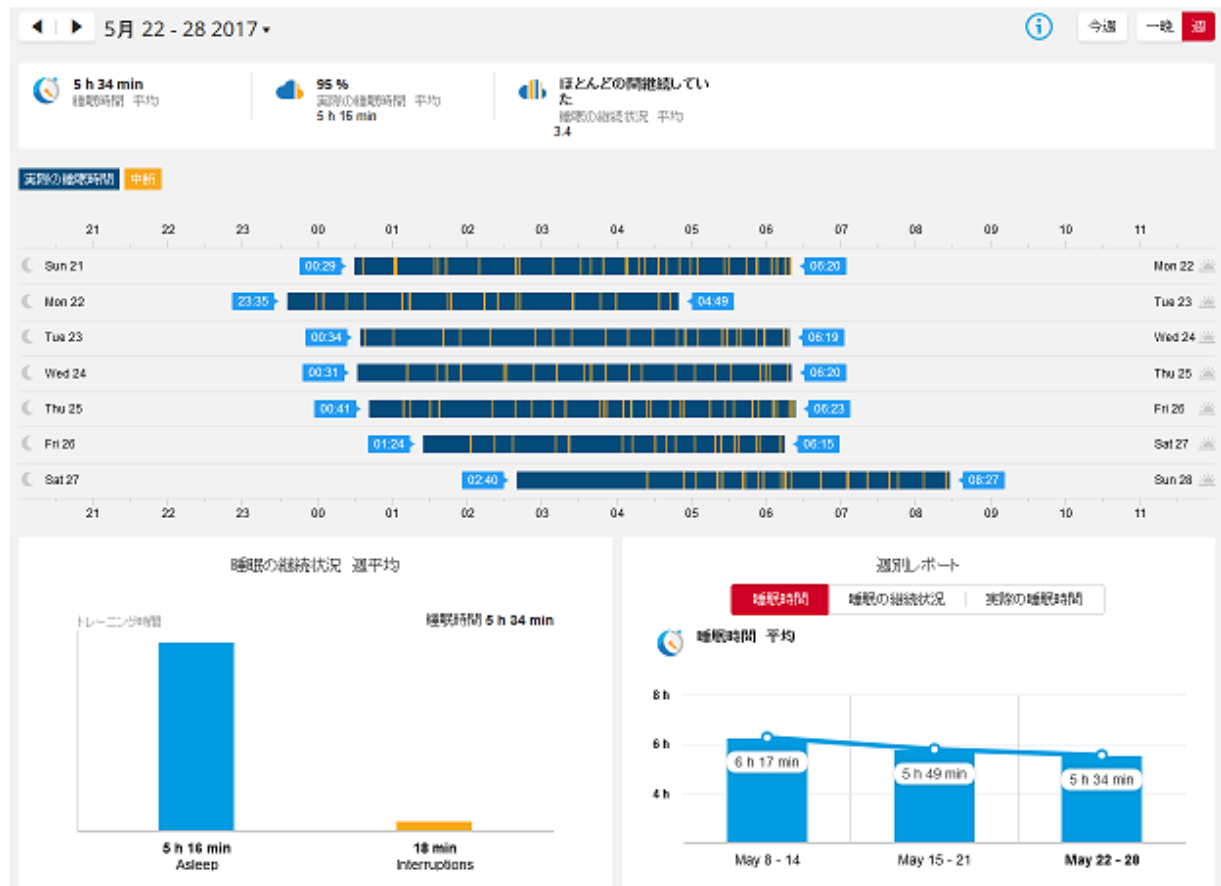 5月 22 - 28 2017
今週
一晩
週
5 h 34 min
睡眠時間 平均
95 %
実際の睡眠時間 平均
5 h 16 min
ほとんどの間継続してい
た
睡眠の継続状況 平均
3.4
実際の睡眠時間
中断
21 22 23 00 01 02 03 04 05 06 07 08 09 10 11
Sun 21 00:29 06:20 Mon 22
Mon 22 23:35 04:49 Tue 23
Tue 23 00:34 06:19 Wed 24
Wed 24 00:31 06:20 Thu 25
Thu 25 00:41 06:23 Fri 26
Fri 26 01:24 06:15 Sat 27
Sat 27 02:40 08:27 Sun 28
21 22 23 00 01 02 03 04 05 06 07 08 09 10 11
睡眠の継続状況 週平均
トレーニング時間
睡眠時間 5 h 34 min
5 h 16 min
Asleep
18 min
Interruptions
週別レポート
睡眠時間
睡眠の継続状況
実際の睡眠時間
睡眠時間 平均
8 h
6 h
4 h
6 h 17 min
5 h 49 min
5 h 34 min
May 8 - 14
May 15 - 21
May 22 - 28